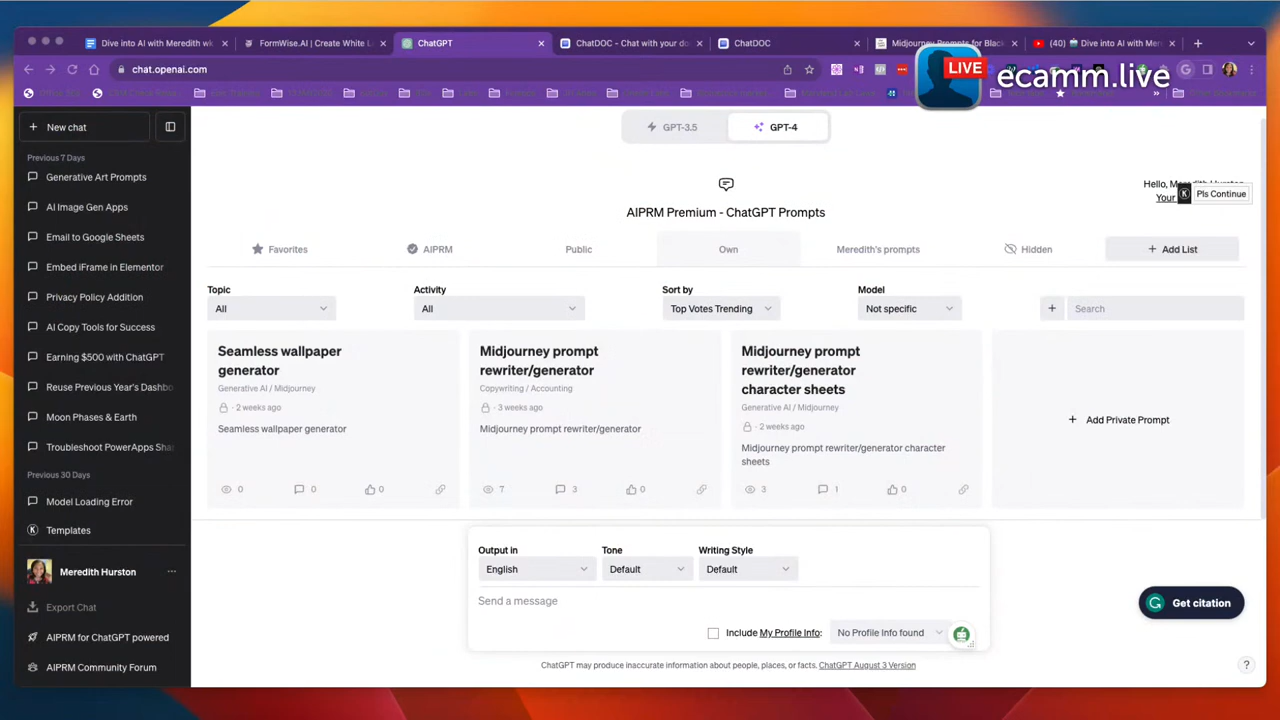 Dive into AI with Meredith wk
FormWise.AI | Create White L
ChatGPT
ChatDOC - Chat with your do
ChatDOC
Midjourney Prompts for Black
(40) Dive into AI with Mer
LIVE
ecamm.live
chat.openai.com
New chat
Previous 7 Days
Generative Art Prompts
AI Image Gen Apps
Email to Google Sheets
Embed iFrame in Elementor
Privacy Policy Addition
AI Copy Tools for Success
Earning $500 with ChatGPT
Reuse Previous Year's Dashbo
Moon Phases & Earth
Troubleshoot PowerApps Sha
Previous 30 Days
Model Loading Error
K Templates
Meredith Hurston
Export Chat
AIPRM for ChatGPT powered
AIPRM Community Forum
GPT-3.5
GPT-4
Hello, Meredith Hurston
Your
K Pls Continue
AIPRM Premium - ChatGPT Prompts
Favorites
AIPRM
Public
Own
Meredith's prompts
Hidden
+ Add List
Topic
Activity
Sort by
Model
All
All
Top Votes Trending
Not specific
+
Search
Seamless wallpaper
generator
Generative AI / Midjourney
· 2 weeks ago
Seamless wallpaper generator
0
0
0
Midjourney prompt
rewriter/generator
Copywriting / Accounting
· 3 weeks ago
Midjourney prompt rewriter/generator
7
3
0
Midjourney prompt
rewriter/generator
character sheets
Generative AI / Midjourney
· 2 weeks ago
Midjourney prompt rewriter/generator character
sheets
3
1
0
+ Add Private Prompt
Output in
Tone
Writing Style
English
Default
Default
Send a message
Include My Profile Info:
No Profile Info found
Get citation
ChatGPT may produce inaccurate information about people, places, or facts. ChatGPT August 3 Version
?